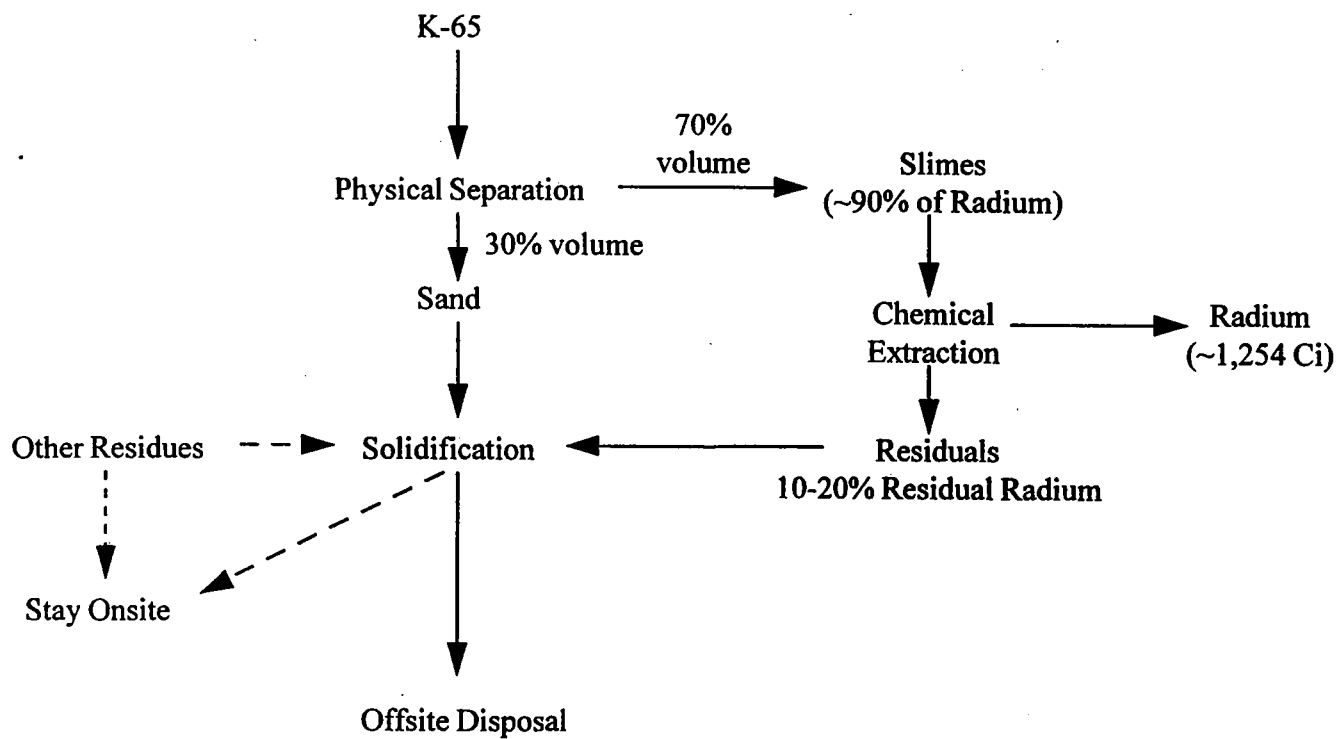 K-65
70%
volume
Physical Separation
Slimes
(~90% of Radium)
30% volume
Sand
Chemical
Extraction
Radium
(~1,254 Ci)
Other Residues
Solidification
Residuals
10-20% Residual Radium
Stay Onsite
Offsite Disposal